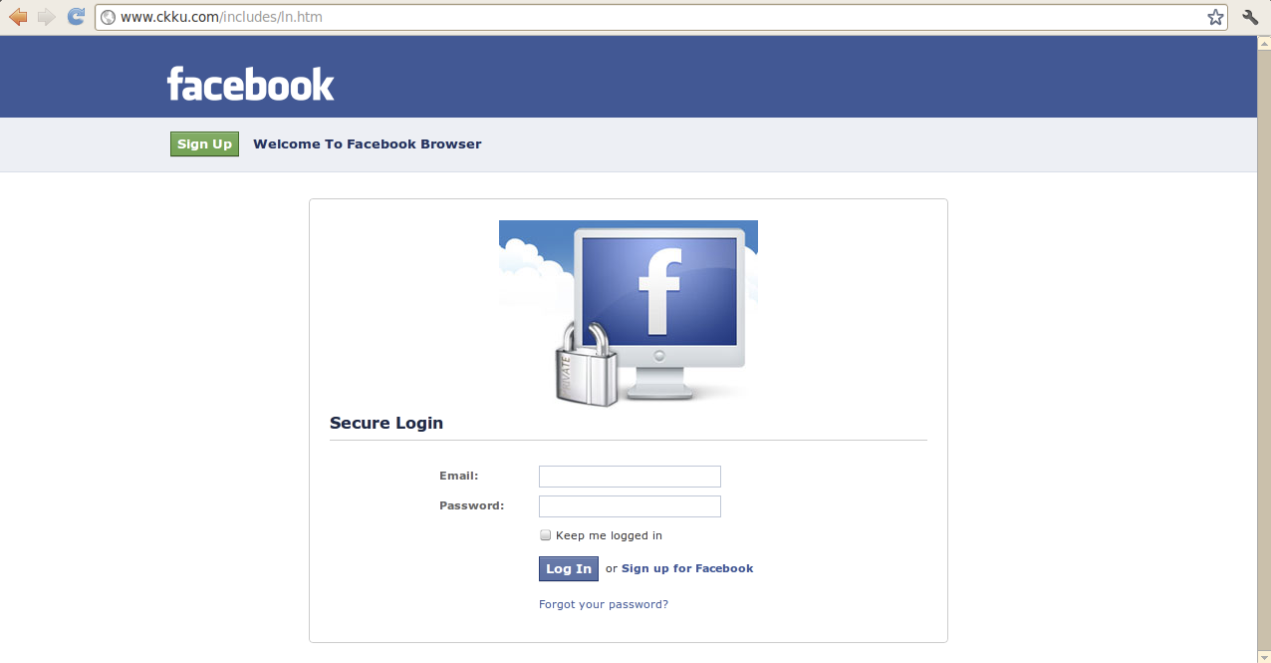 www.ckku.com/includes/ln.htm
facebook
Sign Up Welcome To Facebook Browser
f
PRIVATE
Secure Login
Email:
Password:
Keep me logged in
Log In or Sign up for Facebook
Forgot your password?